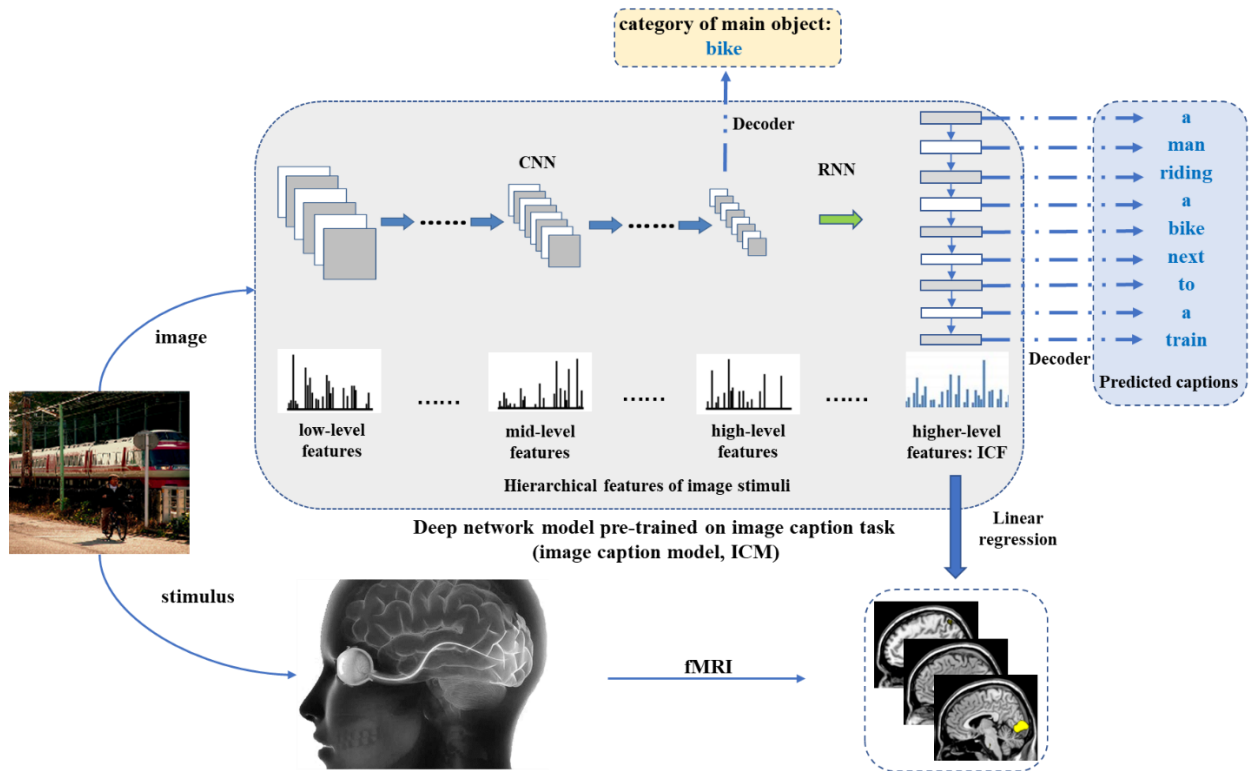 category of main object:
bike
Decoder
CNN
RNN
a
man
riding
a
bike
next
to
a
train
Decoder
Predicted captions
image
......
......
......
......
......
low-level
features
mid-level
features
high-level
features
higher-level
features: ICF
Hierarchical features of image stimuli
Deep network model pre-trained on image caption task
(image caption model, ICM)
Linear
regression
stimulus
fMRI